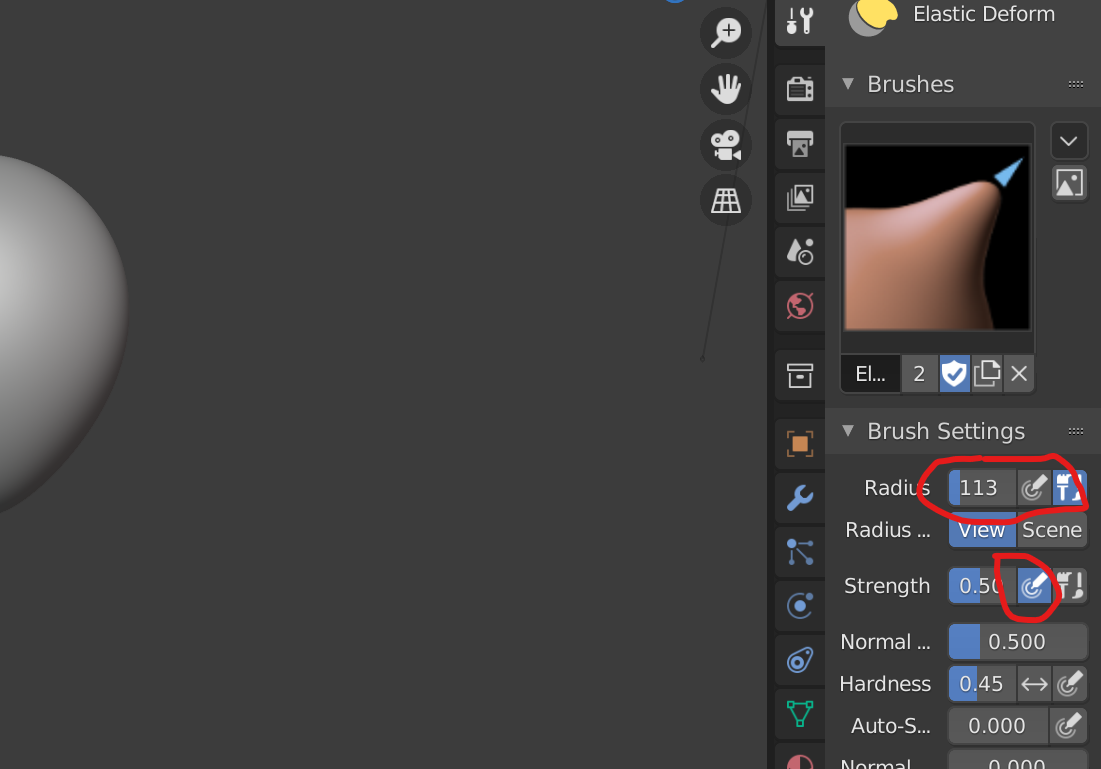 Elastic Deform
Brushes
El... 2
Brush Settings
Radius 113
Radius ... View Scene
Strength 0.50
Normal ... 0.500
Hardness 0.45
Auto-S... 0.000
Normal 0.000